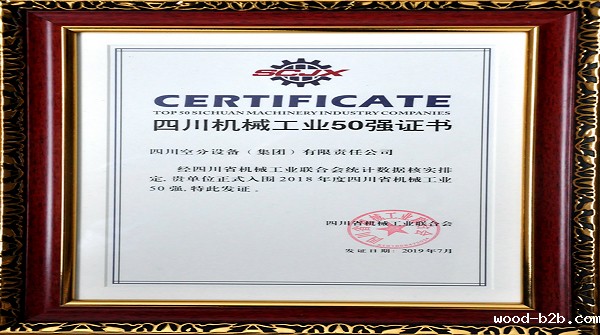 SCJX
CERTIFICATE
TOP 50 SICHUAN MACHINERY INDUSTRY COMPANIES
四川机械工业50强证书
四川空分设备（集团）有限责任公司
经四川省机械工业联合会统计数据核实排
定，贵单位正式入围2018年度四川省机械工业
50强，特此发证。
四川省机械工业联合会
发证日期：2019年7月
wood-b2b.com